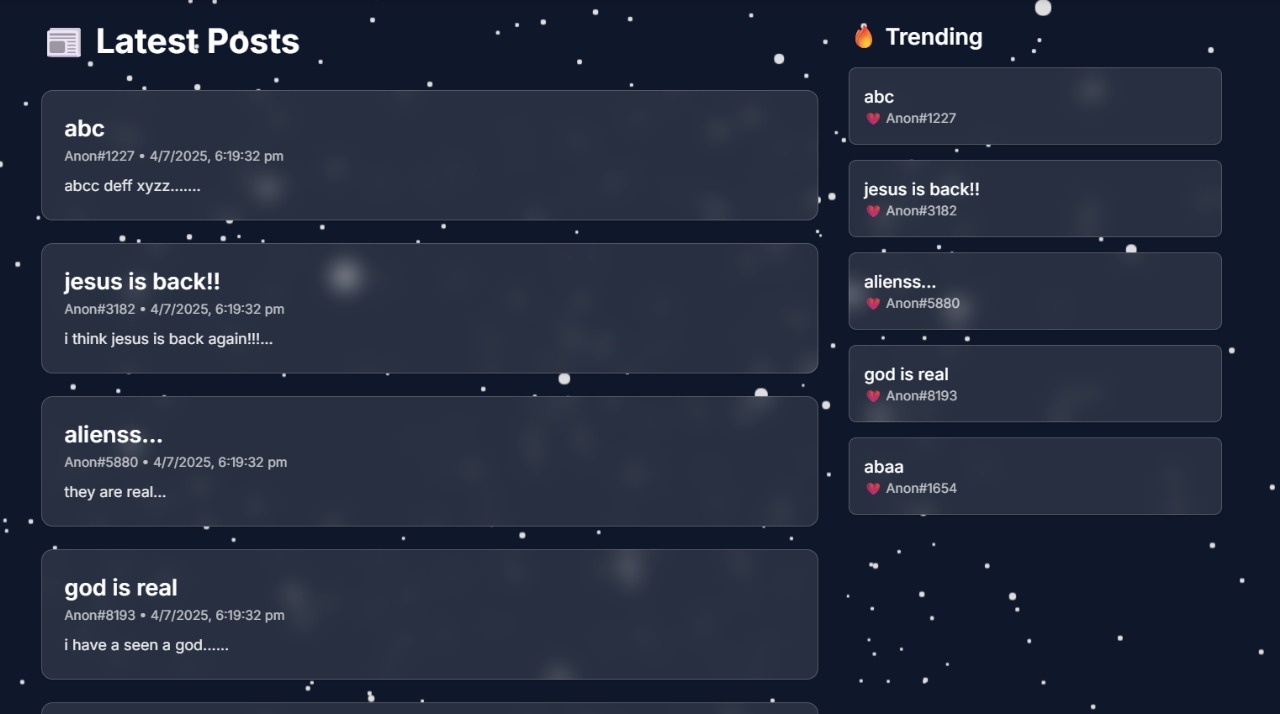 Latest Posts
abc
Anon#1227 • 4/7/2025, 6:19:32 pm
abcc deff xyzz.......
jesus is back!!
Anon#3182 • 4/7/2025, 6:19:32 pm
i think jesus is back again!!!...
alienss...
Anon#5880 • 4/7/2025, 6:19:32 pm
they are real...
god is real
Anon#8193 • 4/7/2025, 6:19:32 pm
i have a seen a god......
Trending
abc
Anon#1227
jesus is back!!
Anon#3182
alienss...
Anon#5880
god is real
Anon#8193
abaa
Anon#1654